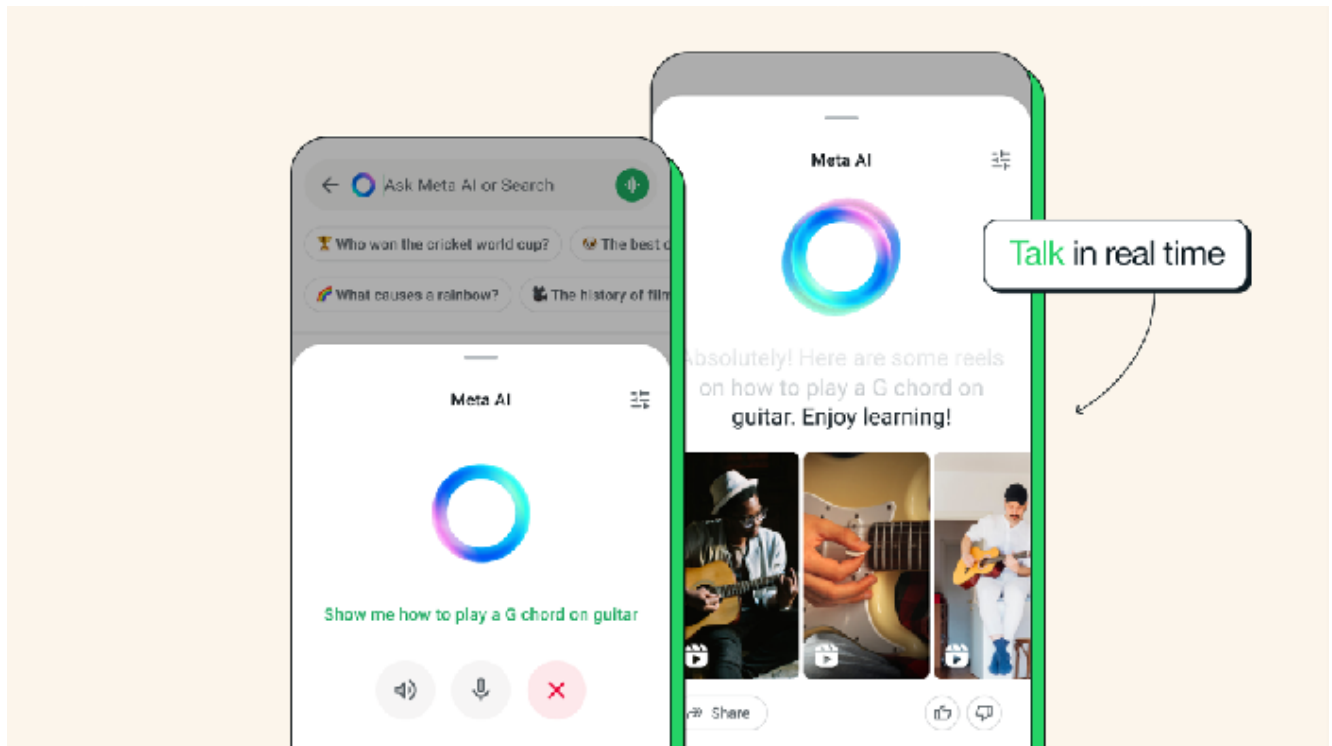 Ask Meta AI or Search
🏆 Who won the cricket world cup?
🐶 The best
🌈 What causes a rainbow?
🎥 The history of film
Meta AI
Show me how to play a G chord on guitar
Meta AI
Absolutely! Here are some reels
on how to play a G chord on
guitar. Enjoy learning!
Share
Talk in real time